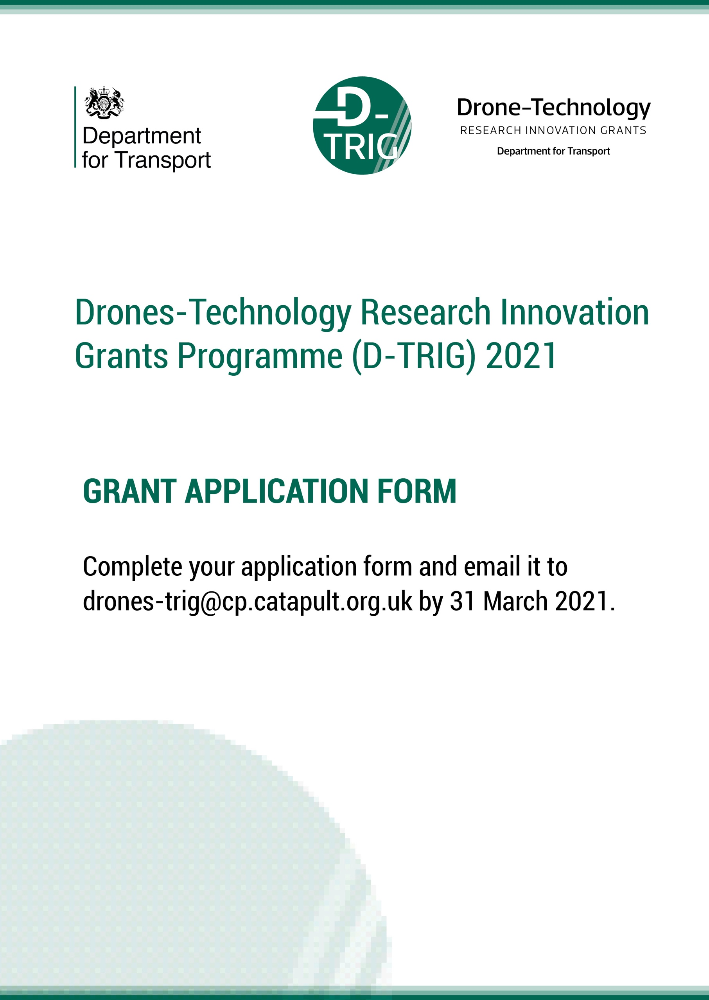 Department
for Transport
D-
TRIG
Drone-Technology
RESEARCH INNOVATION GRANTS
Department for Transport
Drones-Technology Research Innovation
Grants Programme (D-TRIG) 2021
GRANT APPLICATION FORM
Complete your application form and email it to
drones-trig@cp.catapult.org.uk by 31 March 2021.